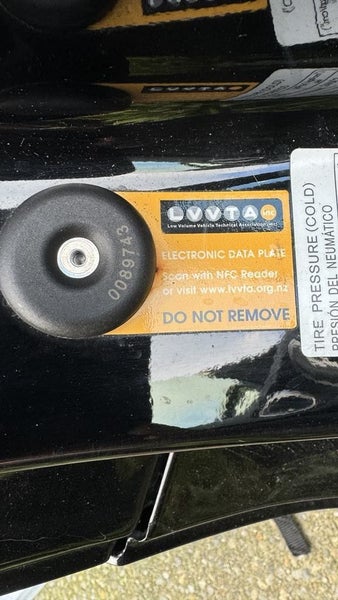 LVVTA NFC
Low Volume Vehicle Technical Association (Inc)
ELECTRONIC DATA PLATE
Scan with NFC Reader
or visit www.lvvta.org.nz
DO NOT REMOVE
0089743
TIRE PRESSURE (COLD)
PRESIÓN DEL NEUMÁTICO